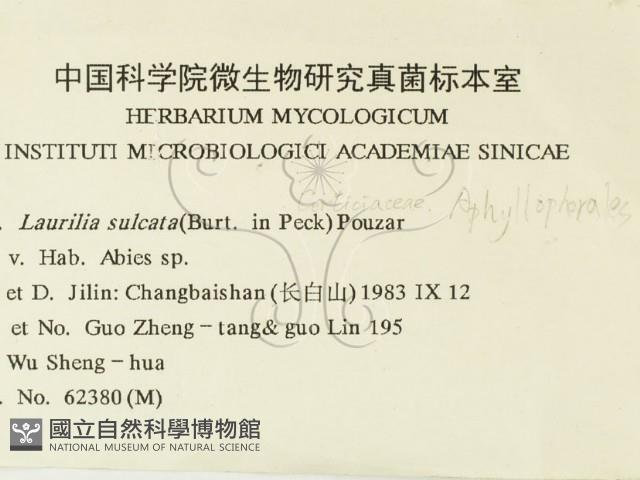 中国科学院微生物研究真菌标本室
HERBARIUM MYCOLOGICUM
INSTITUTI MICROBIOLOGICI ACADEMIAE SINICAE
Corticiaceae. Aphyllophorales
. Laurilia sulcata(Burt. in Peck)Pouzar
v. Hab. Abies sp.
et D. Jilin: Changbaishan(长白山)1983 IX 12
et No. Guo Zheng-tang& guo Lin 195
Wu Sheng-hua
. No. 62380(M)
國立自然科學博物館
NATIONAL MUSEUM OF NATURAL SCIENCE